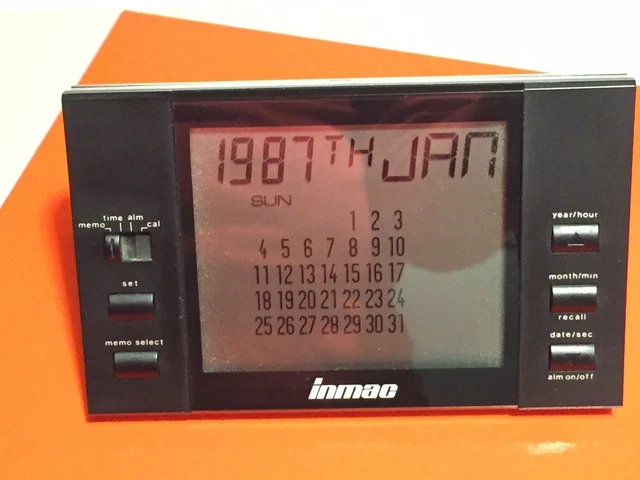 1987TH JAN
SUN
1 2 3
4 5 6 7 8 9 10
11 12 13 14 15 16 17
18 19 20 21 22 23 24
25 26 27 28 29 30 31
memo time alm cal
set
memo select
year/hour
month/min
recall
date/sec
alm on/off
inmac